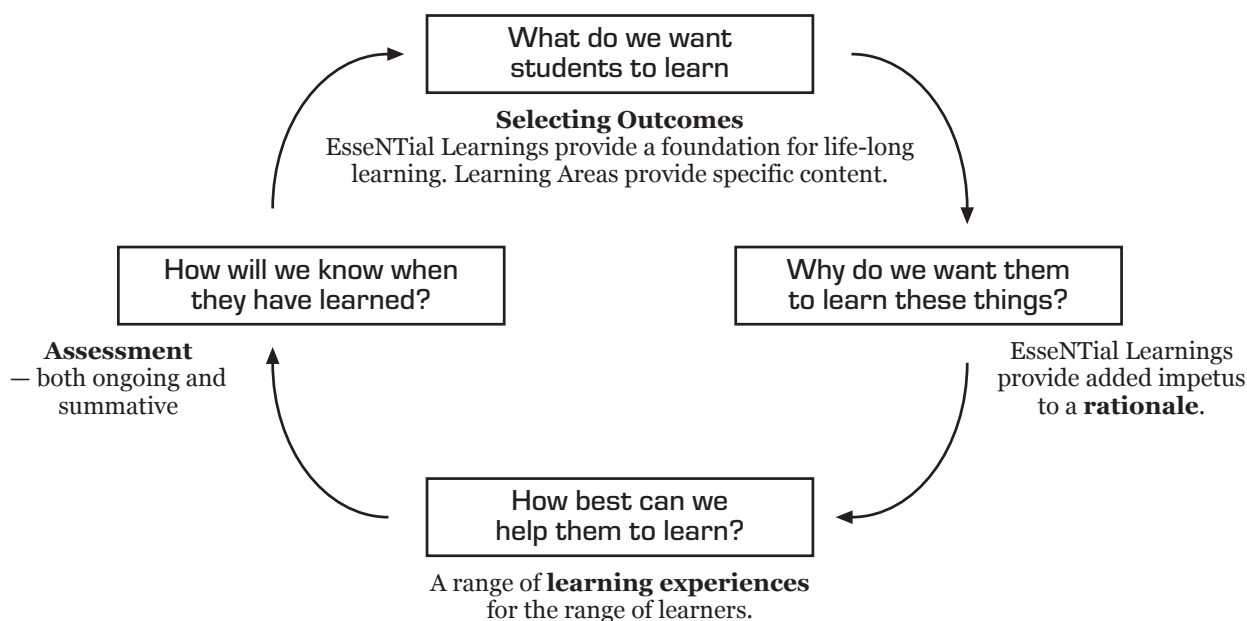 What do we want
students to learn
Selecting Outcomes
EsseNTial Learnings provide a foundation for life-long
learning. Learning Areas provide specific content.
Why do we want them
to learn these things?
EsseNTial Learnings
provide added impetus
to a rationale.
How best can we
help them to learn?
A range of learning experiences
for the range of learners.
How will we know when
they have learned?
Assessment
— both ongoing and
summative